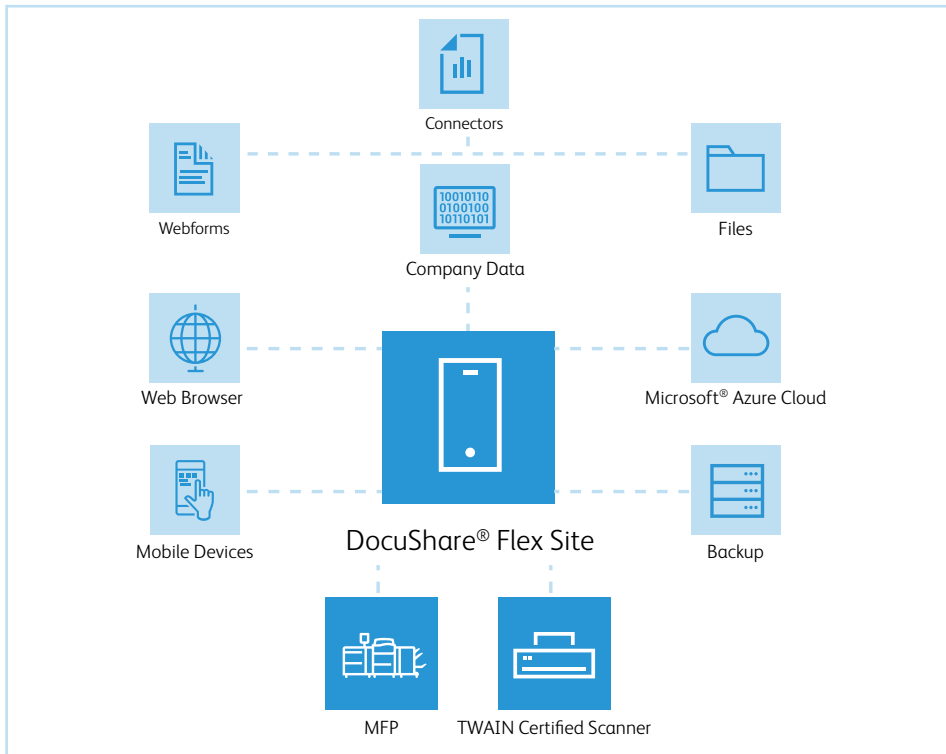 Connectors
Webforms
Files
10010110
0100100
10110101
Company Data
Web Browser
Microsoft® Azure Cloud
Mobile Devices
DocuShare® Flex Site
Backup
MFP
TWAIN Certified Scanner